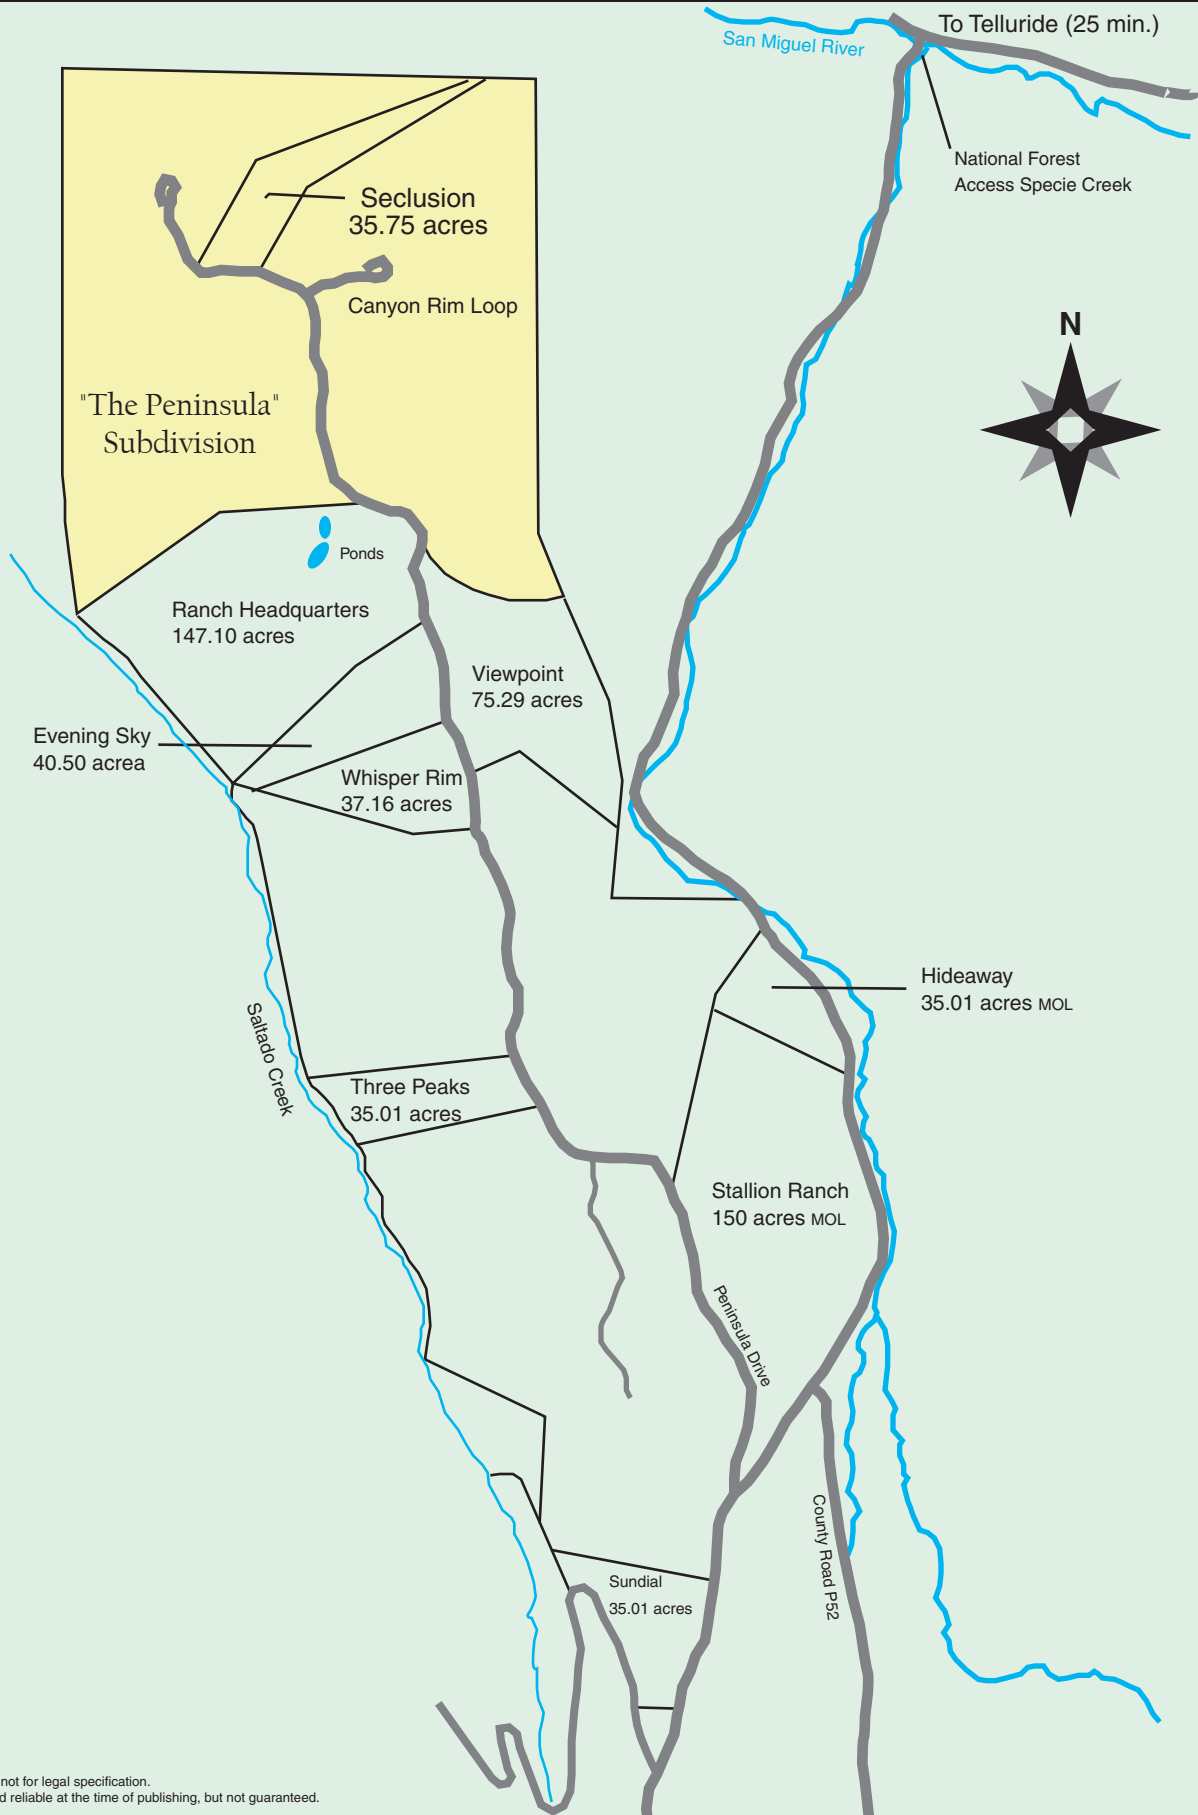 To Telluride (25 min.)
San Miguel River
National Forest
Access Specie Creek
Seclusion
35.75 acres
Canyon Rim Loop
N
"The Peninsula"
Subdivision
Ponds
Ranch Headquarters
147.10 acres
Viewpoint
75.29 acres
Evening Sky
40.50 acrea
Whisper Rim
37.16 acres
Hideaway
35.01 acres MOL
Saltado Creek
Three Peaks
35.01 acres
Stallion Ranch
150 acres MOL
Peninsula Drive
County Road P52
Sundial
35.01 acres
not for legal specification.
d reliable at the time of publishing, but not guaranteed.